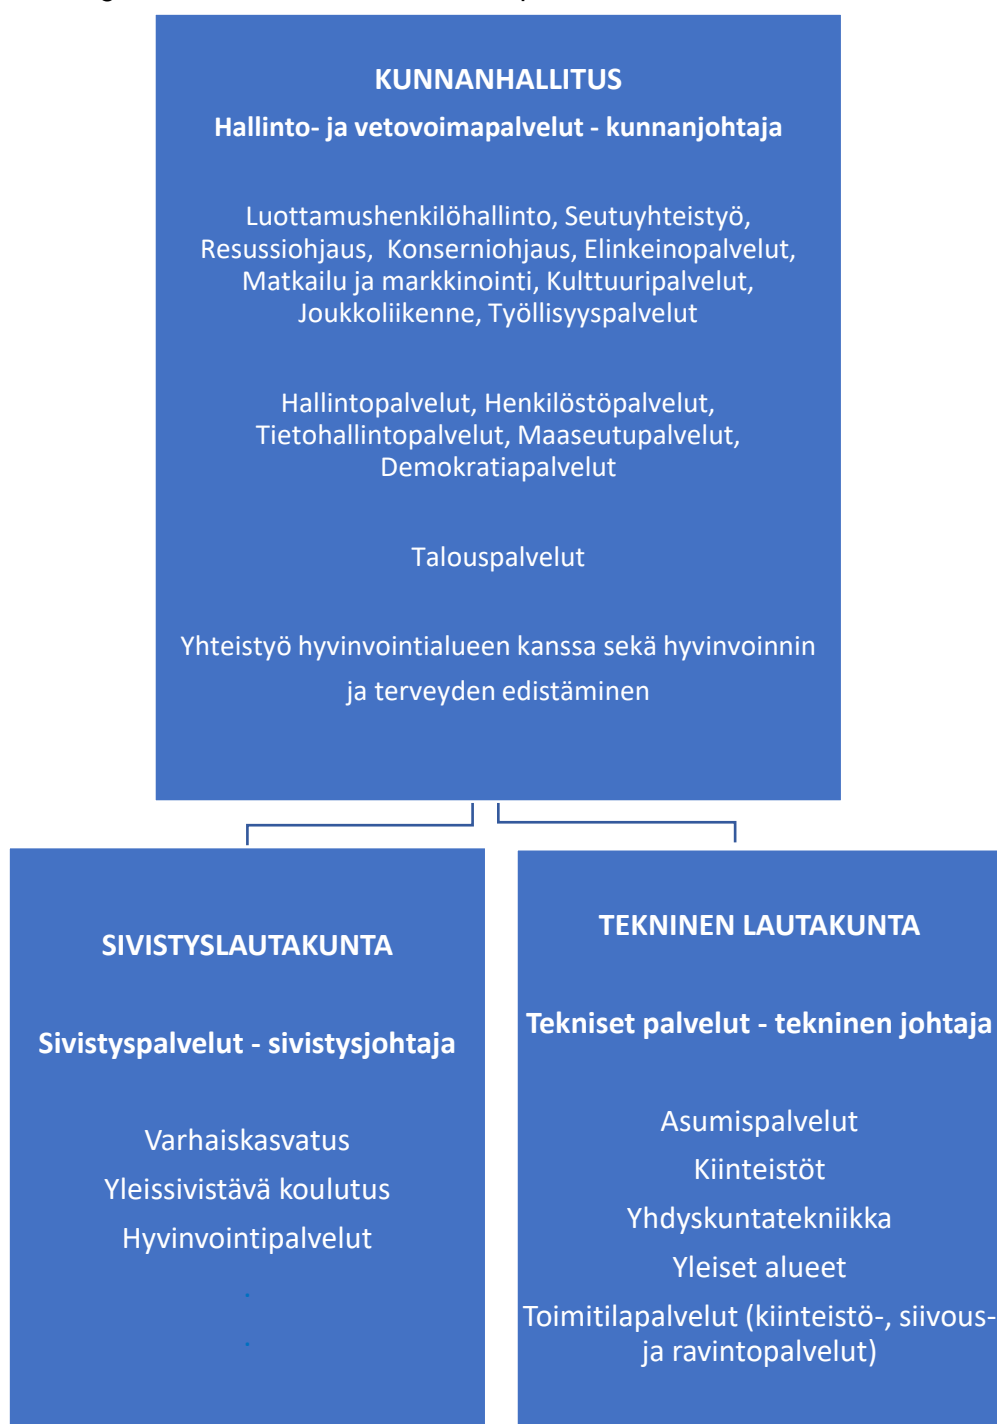 KUNNANHALLITUS
Hallinto- ja vetovoimapalvelut - kunnanjohtaja
Luottamushenkilöhallinto, Seutuyhteistyö,
Resussiohjaus, Konserniohjaus, Elinkeinopalvelut,
Matkailu ja markkinointi, Kulttuuripalvelut,
Joukkoliikenne, Työllisyyspalvelut
Hallintopalvelut, Henkilöstöpalvelut,
Tietohallintopalvelut, Maaseutupalvelut,
Demokratiapalvelut
Talouspalvelut
Yhteistyö hyvinvointialueen kanssa sekä hyvinvoinnin
ja terveyden edistäminen
SIVISTYSLAUTAKUNTA
Sivistyspalvelut - sivistysjohtaja
Varhaiskasvatus
Yleissivistävä koulutus
Hyvinvointipalvelut
.
.
TEKNINEN LAUTAKUNTA
Tekniset palvelut - tekninen johtaja
Asumispalvelut
Kiinteistöt
Yhdyskuntatekniikka
Yleiset alueet
Toimitilapalvelut (kiinteistö-, siivous-
ja ravintopalvelut)